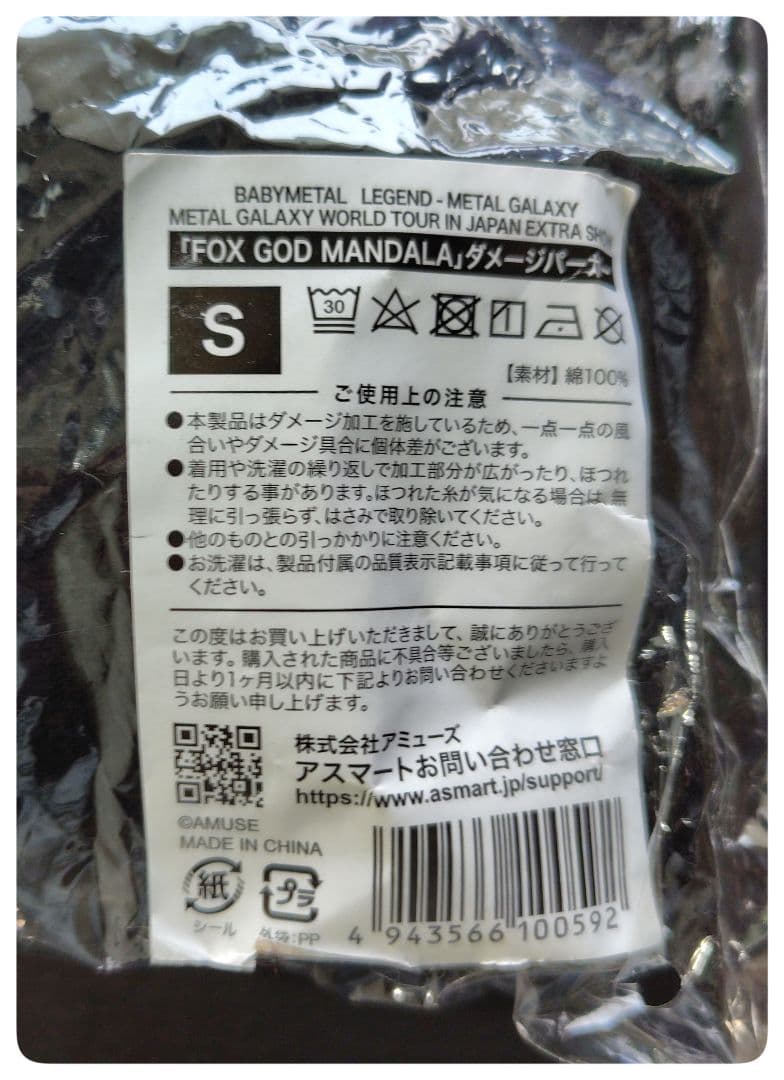 BABYMETAL LEGEND - METAL GALAXY
METAL GALAXY WORLD TOUR IN JAPAN EXTRA SHOW
「FOX GOD MANDALA」ダメージパーカー
S
30
【素材】綿100%
ご使用上の注意
●本製品はダメージ加工を施しているため、一点一点の風
合いやダメージ具合に個体差がございます。
●着用や洗濯の繰り返しで加工部分が広がったり、ほつれ
たりする事があります。ほつれた糸が気になる場合は、無
理に引っ張らず、はさみで取り除いてください。
●他のものとの引っかかりに注意ください。
●お洗濯は、製品付属の品質表示記載事項に従って行って
ください。
この度はお買い上げいただきまして、誠にありがとうござ
います。購入された商品に不具合等ございましたら、購入
日より1ヶ月以内に下記よりお問い合わせくださいますよ
うお願い申し上げます。
株式会社アミューズ
アスマートお問い合わせ窓口
https://www.asmart.jp/support/
©AMUSE
MADE IN CHINA
紙
シール
プラ
外袋:PP
4 943566 100592